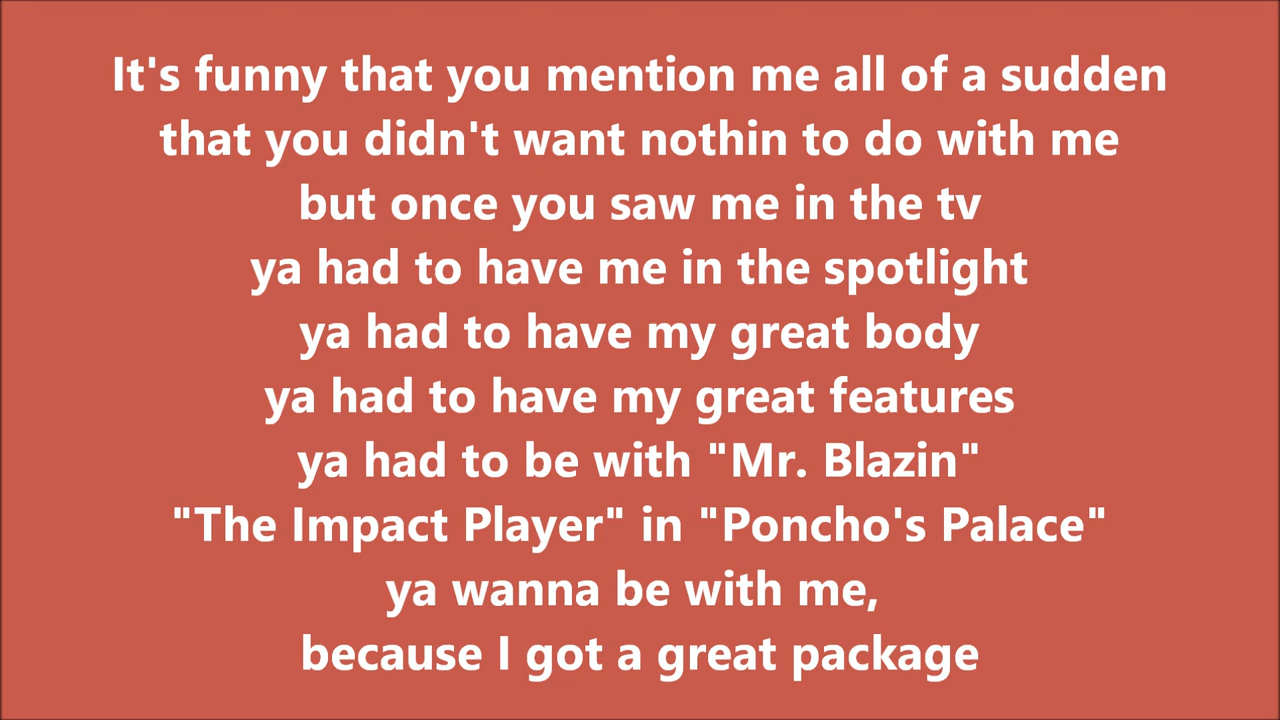 It's funny that you mention me all of a sudden
that you didn't want nothin to do with me
but once you saw me in the tv
ya had to have me in the spotlight
ya had to have my great body
ya had to have my great features
ya had to be with "Mr. Blazin"
"The Impact Player" in "Poncho's Palace"
ya wanna be with me,
because I got a great package